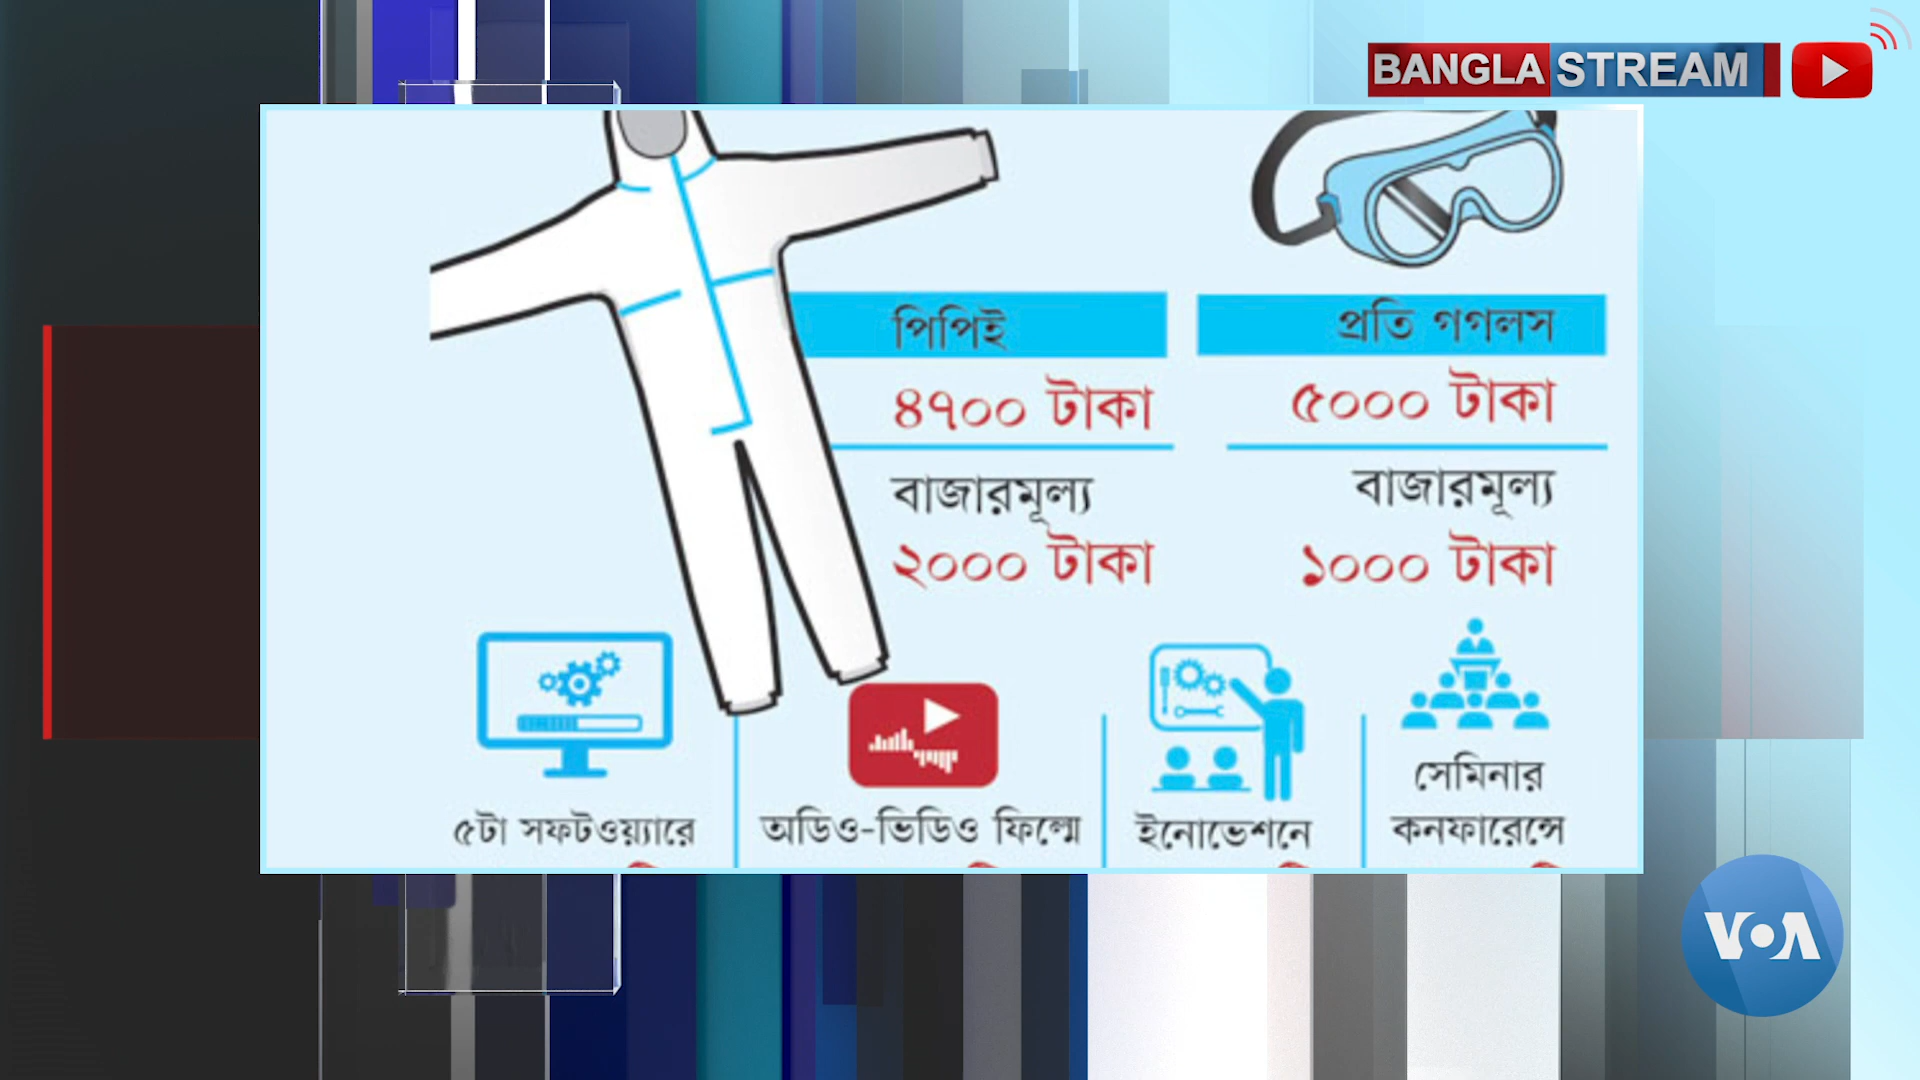 BANGLA STREAM
পিপিই
৪৭০০ টাকা
বাজারমূল্য
২০০০ টাকা
প্রতি গগলস
৫০০০ টাকা
বাজারমূল্য
১০০০ টাকা
৫টা সফটওয়্যারে
অডিও-ভিডিও ফিল্মে
ইনোভেশনে
সেমিনার
কনফারেন্সে
VOA